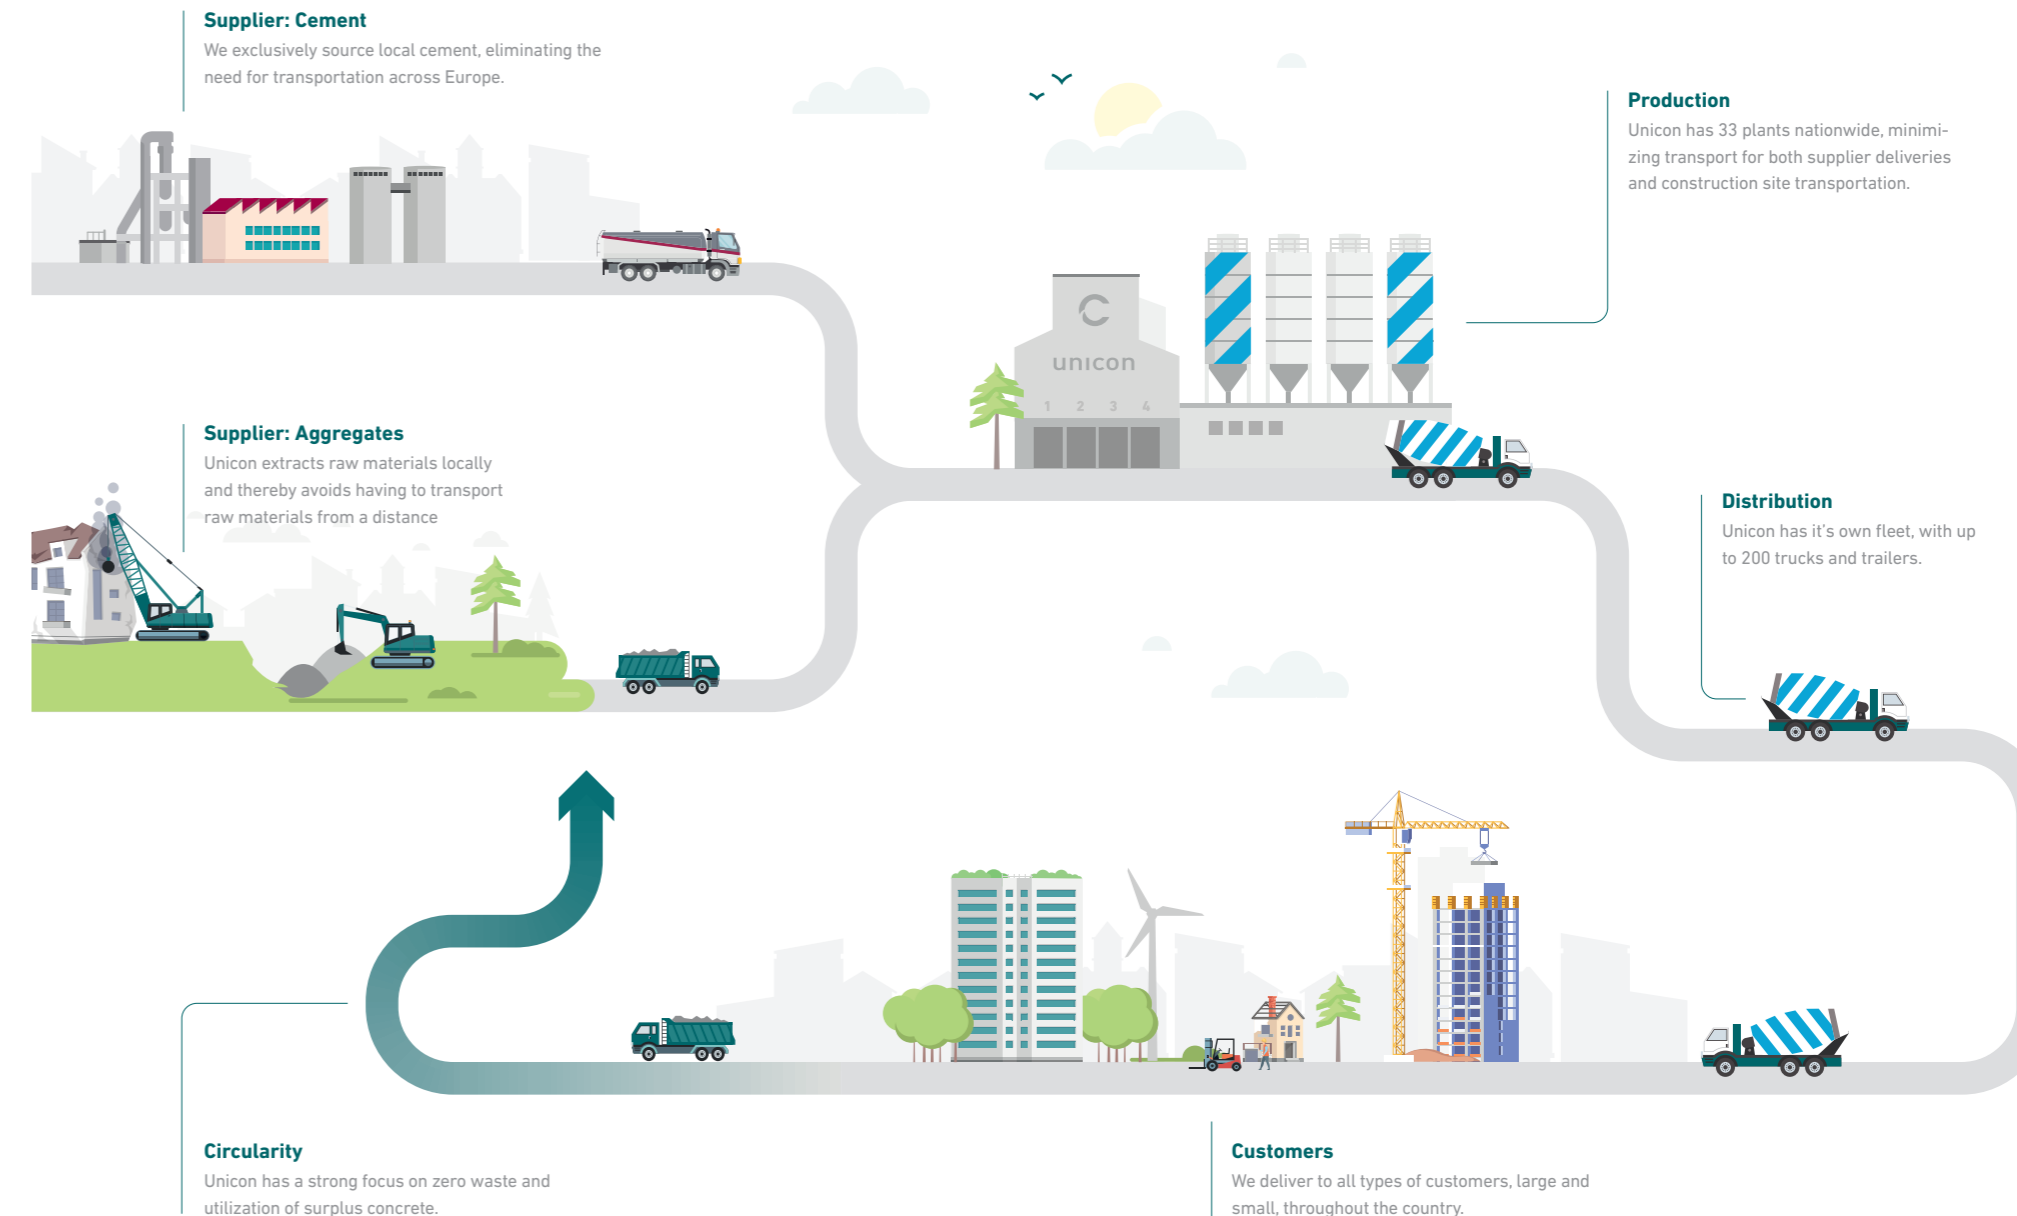 Supplier: Cement
We exclusively source local cement, eliminating the
need for transportation across Europe.
Production
Unicon has 33 plants nationwide, minimi-
zing transport for both supplier deliveries
and construction site transportation.
unicon
1 2 3 4
Supplier: Aggregates
Unicon extracts raw materials locally
and thereby avoids having to transport
raw materials from a distance
Distribution
Unicon has it's own fleet, with up
to 200 trucks and trailers.
Circularity
Unicon has a strong focus on zero waste and
utilization of surplus concrete.
Customers
We deliver to all types of customers, large and
small, throughout the country.